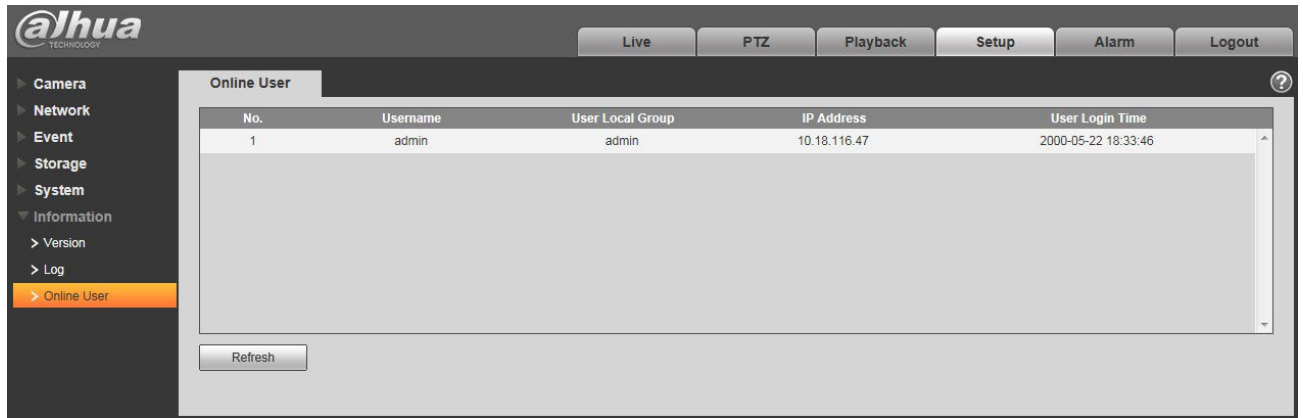 alhua
TECHNOLOGY
Live PTZ Playback Setup Alarm Logout
Camera
Network
Event
Storage
System
Information
> Version
> Log
> Online User
Online User ?
No. Username User Local Group IP Address User Login Time
1 admin admin 10.18.116.47 2000-05-22 18:33:46
Refresh